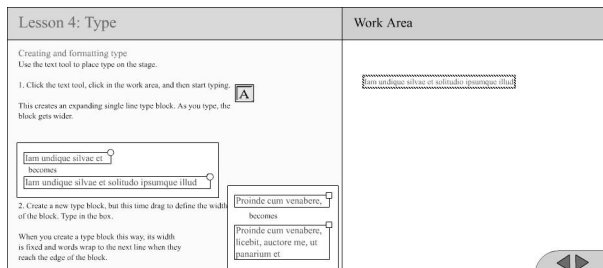 Lesson 4: Type
Work Area
Creating and formatting type
Use the text tool to place type on the stage.
1. Click the text tool, click in the work area, and then start typing.
A
This creates an expanding single line type block. As you type, the
block gets wider.
Iam undique silvae et
becomes
Iam undique silvae et solitudo ipsumque illud
2. Create a new type block, but this time drag to define the width
of the block. Type in the box.
When you create a type block this way, its width
is fixed and words wrap to the next line when they
reach the edge of the block.
Proinde cum venabere,
becomes
Proinde cum venabere,
licebit, auctore me, ut
panarium et
Iam undique silvae et solitudio ipsumque illud